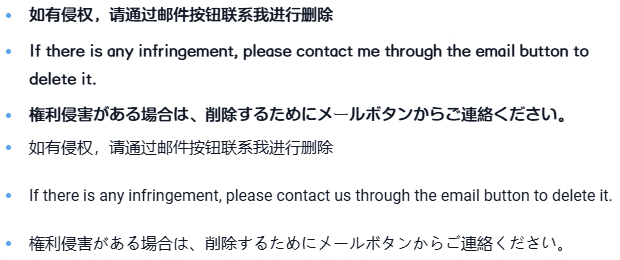 如有侵权，请通过邮件按钮联系我进行删除
If there is any infringement, please contact me through the email button to
delete it.
権利侵害がある場合は、削除するためにメールボタンからご連絡ください。
如有侵权，请通过邮件按钮联系我进行删除
If there is any infringement, please contact us through the email button to delete it.
権利侵害がある場合は、削除するためにメールボタンからご連絡ください。